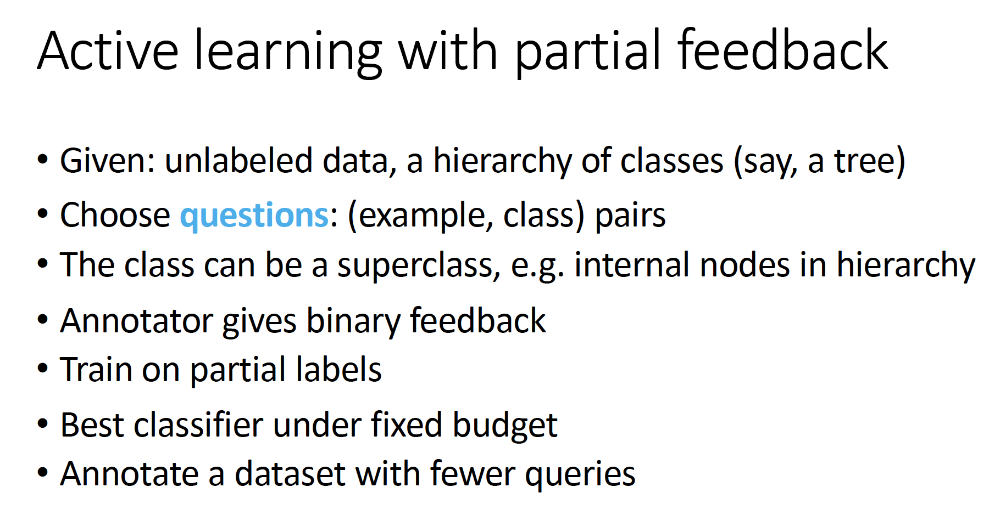 Active learning with partial feedback
• Given: unlabeled data, a hierarchy of classes (say, a tree)
• Choose questions: (example, class) pairs
• The class can be a superclass, e.g. internal nodes in hierarchy
• Annotator gives binary feedback
• Train on partial labels
• Best classifier under fixed budget
• Annotate a dataset with fewer queries